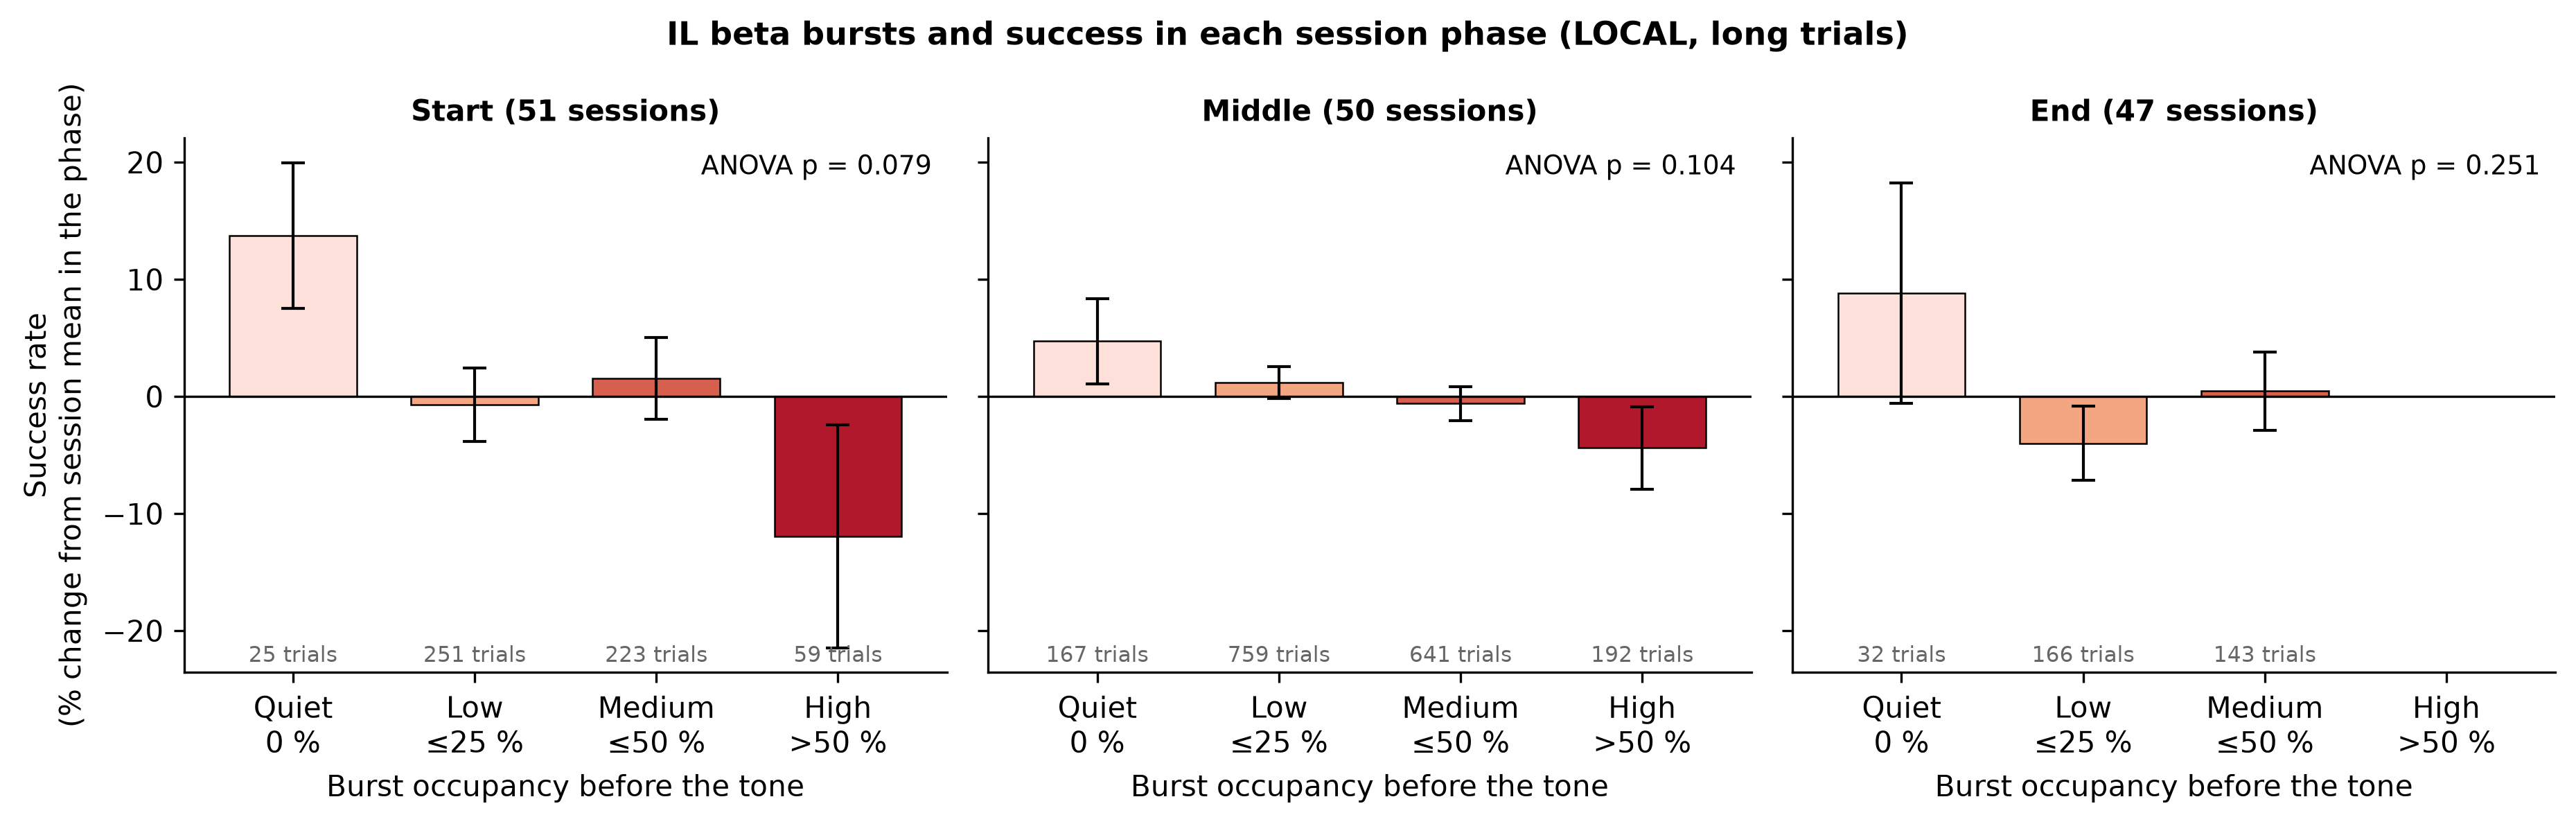 IL beta bursts and success in each session phase (LOCAL, long trials)
Success rate
(% change from session mean in the phase)
Start (51 sessions)
ANOVA p = 0.079
20
10
0
−10
−20
25 trials
251 trials
223 trials
59 trials
Quiet
0 %
Low
≤25 %
Medium
≤50 %
High
>50 %
Burst occupancy before the tone
Middle (50 sessions)
ANOVA p = 0.104
167 trials
759 trials
641 trials
192 trials
Quiet
0 %
Low
≤25 %
Medium
≤50 %
High
>50 %
Burst occupancy before the tone
End (47 sessions)
ANOVA p = 0.251
32 trials
166 trials
143 trials
Quiet
0 %
Low
≤25 %
Medium
≤50 %
High
>50 %
Burst occupancy before the tone